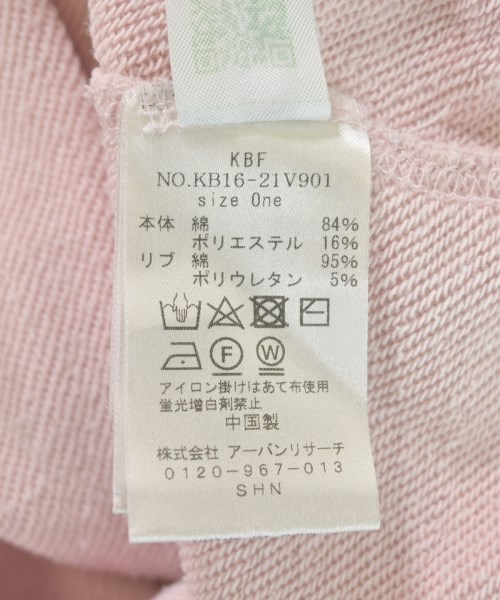 KBF
NO.KB16-21V901
size One
本体 綿 84%
ポリエステル 16%
リブ 綿 95%
ポリウレタン 5%
F W
アイロン掛けはあて布使用
蛍光増白剤禁止
中国製
株式会社 アーバンリサーチ
0120-967-013
SHN